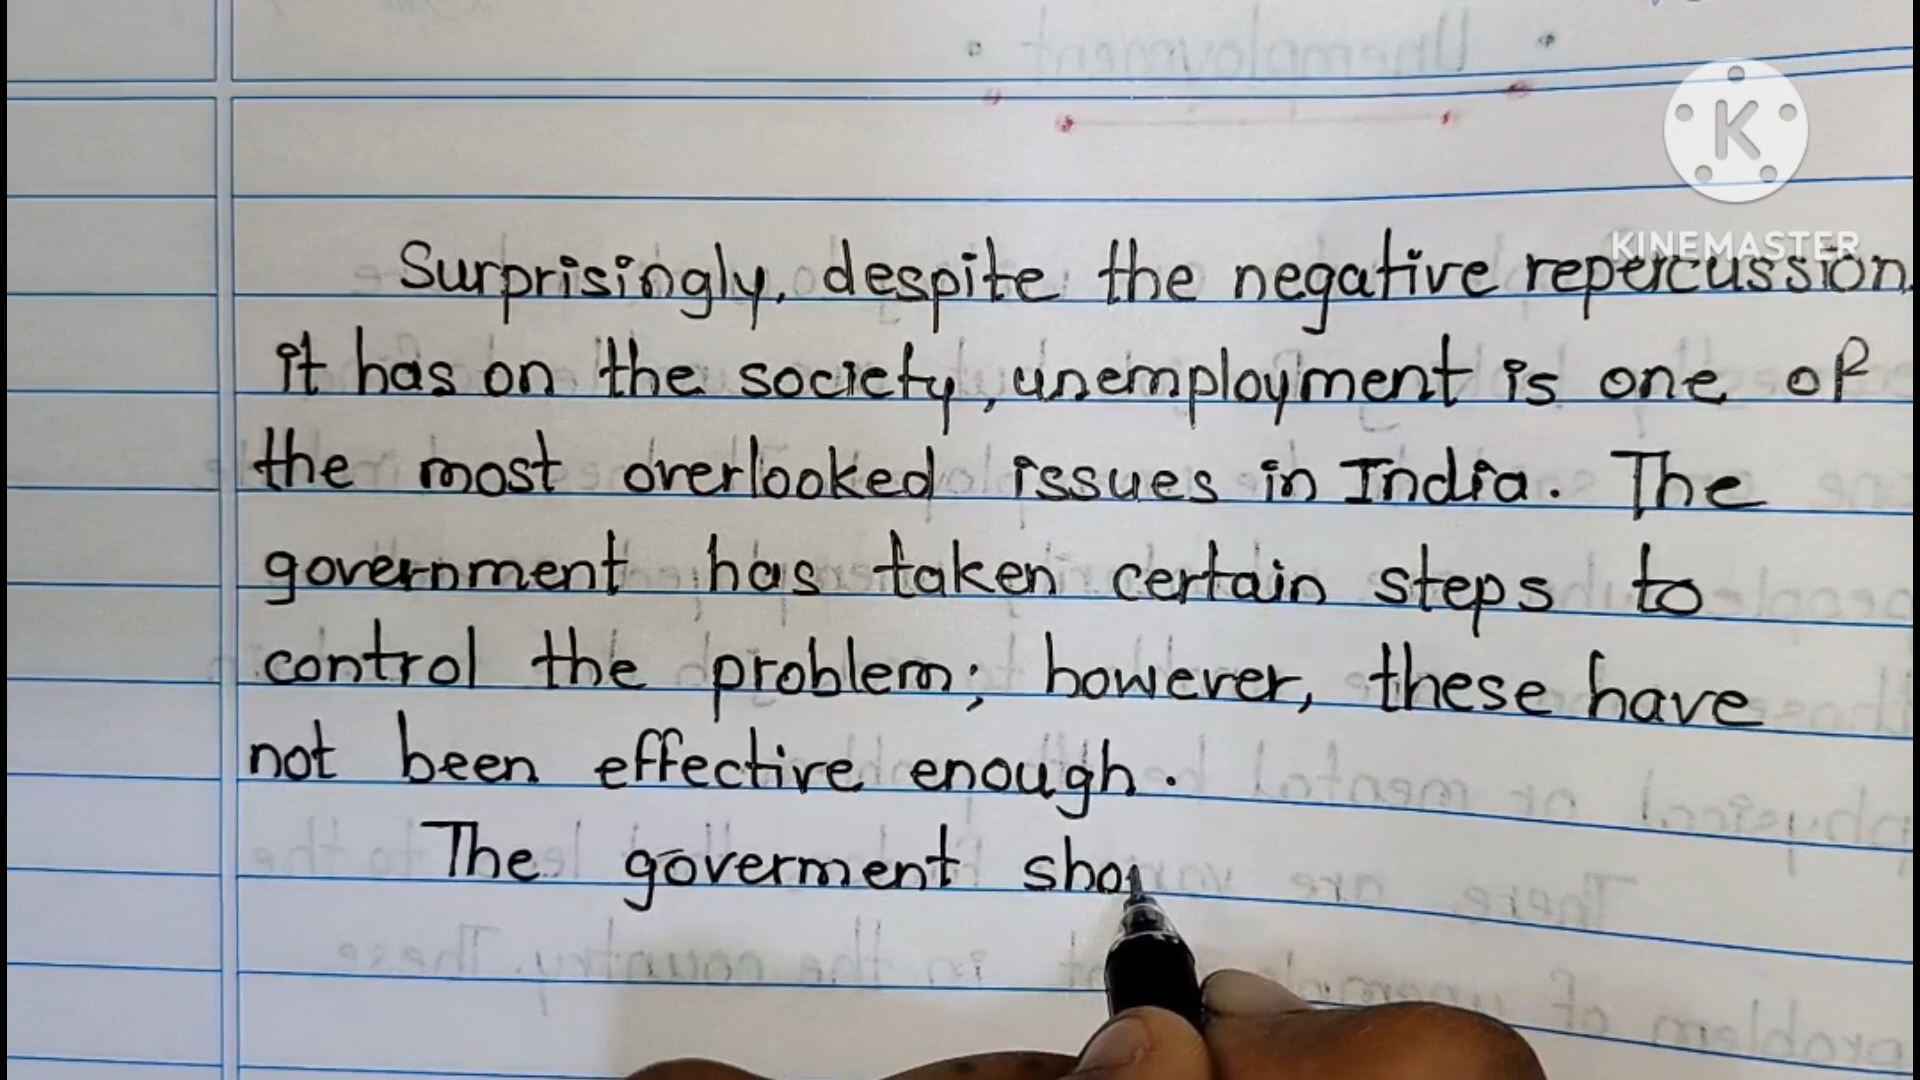 Unemployment
KINEMASTER
Surprisingly, despite the negative repercussion
it has on the society, unemployment is one of
the most overlooked issues in India. The
government has taken certain steps to
control the problem; however, these have
not been effective enough.
The goverment sho